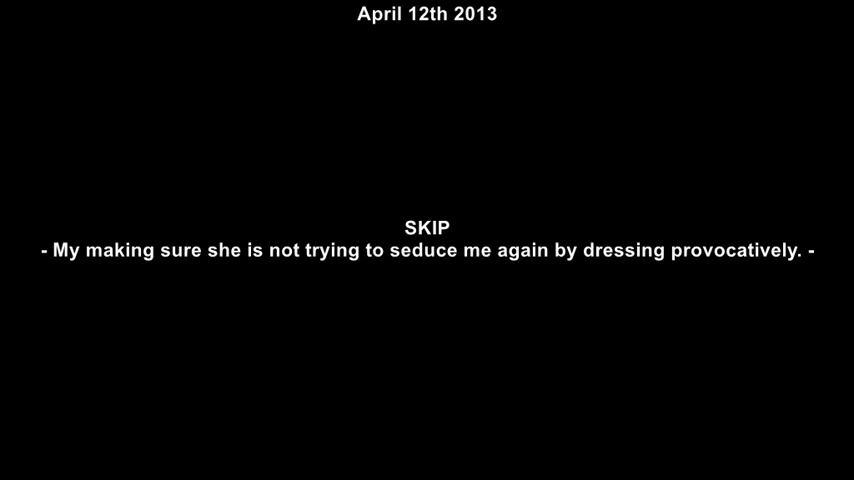 April 12th 2013
SKIP
- My making sure she is not trying to seduce me again by dressing provocatively. -